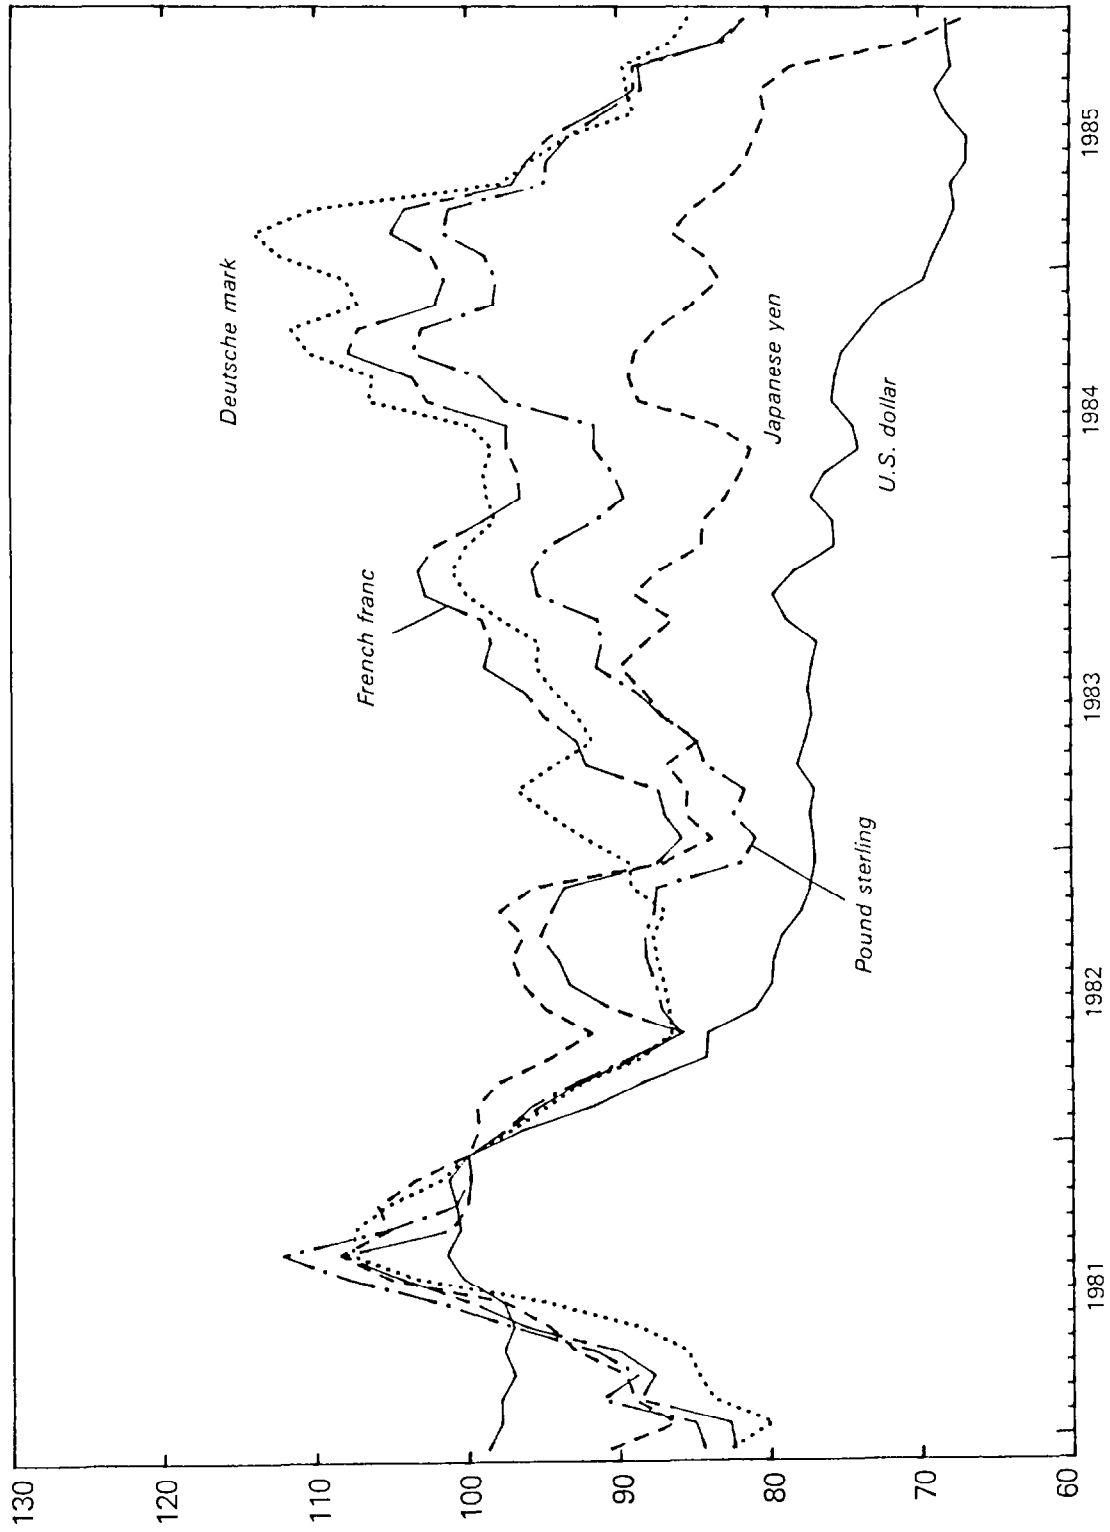 130
120
110
100
90
80
70
60
1981
1982
1983
1984
1985
Deutsche mark
French franc
Japanese yen
U.S. dollar
Pound sterling